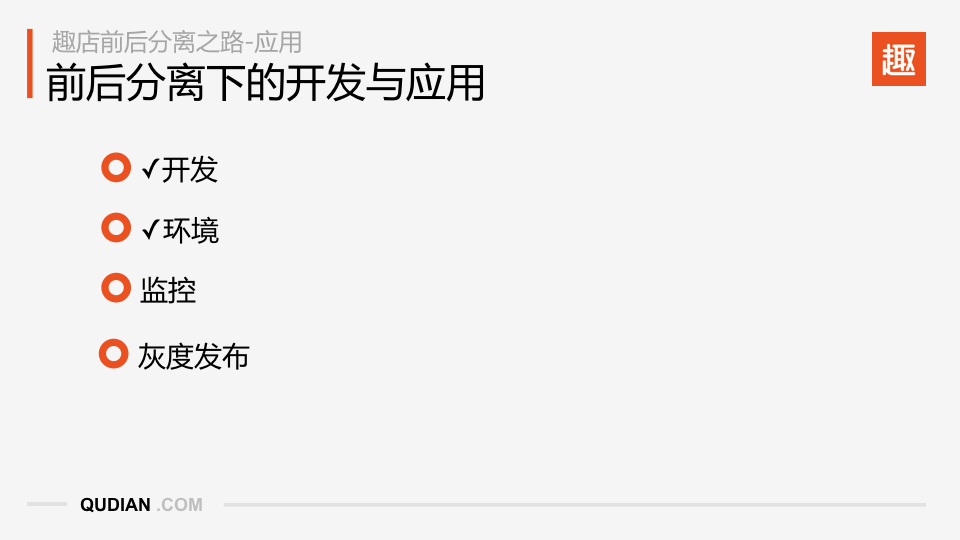 趣店前后分离之路-应用
前后分离下的开发与应用
趣
✓开发
✓环境
监控
灰度发布
QUDIAN .COM